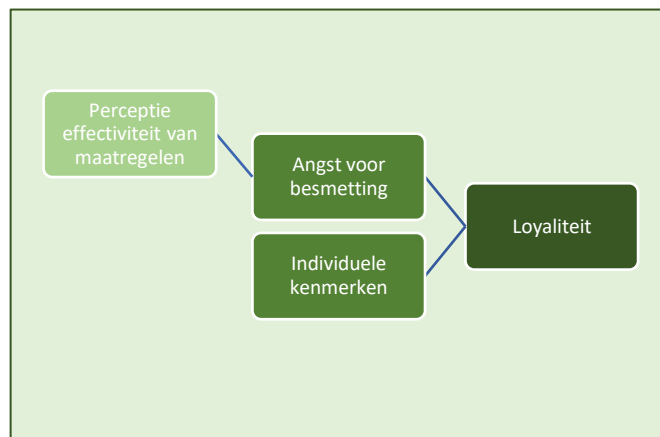 Perceptie
effectiviteit van
maatregelen
Angst voor
besmetting
Individuele
kenmerken
Loyaliteit